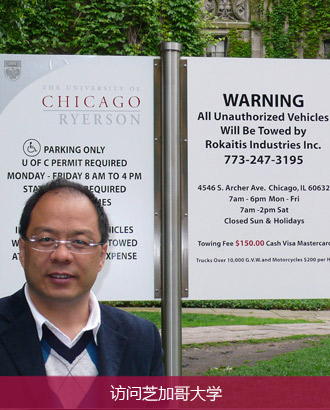 THE UNIVERSITY OF
CHICAGO
RYERSON
PARKING ONLY
U OF C PERMIT REQUIRED
MONDAY - FRIDAY 8 AM TO 4 PM
REQUIRED
TIMES
VEHICLES
TOWED
EXPENSE
WARNING
All Unauthorized Vehicles
Will Be Towed by
Rokaitis Industries Inc.
773-247-3195
4546 S. Archer Ave. Chicago, IL 60632
7am - 6pm Mon - Fri
7am -2pm Sat
Closed Sun & Holidays
Towing Fee $150.00 Cash Visa Mastercard
Trucks Over 10,000 G.V.W. and Motorcycles $200 per H
访问芝加哥大学